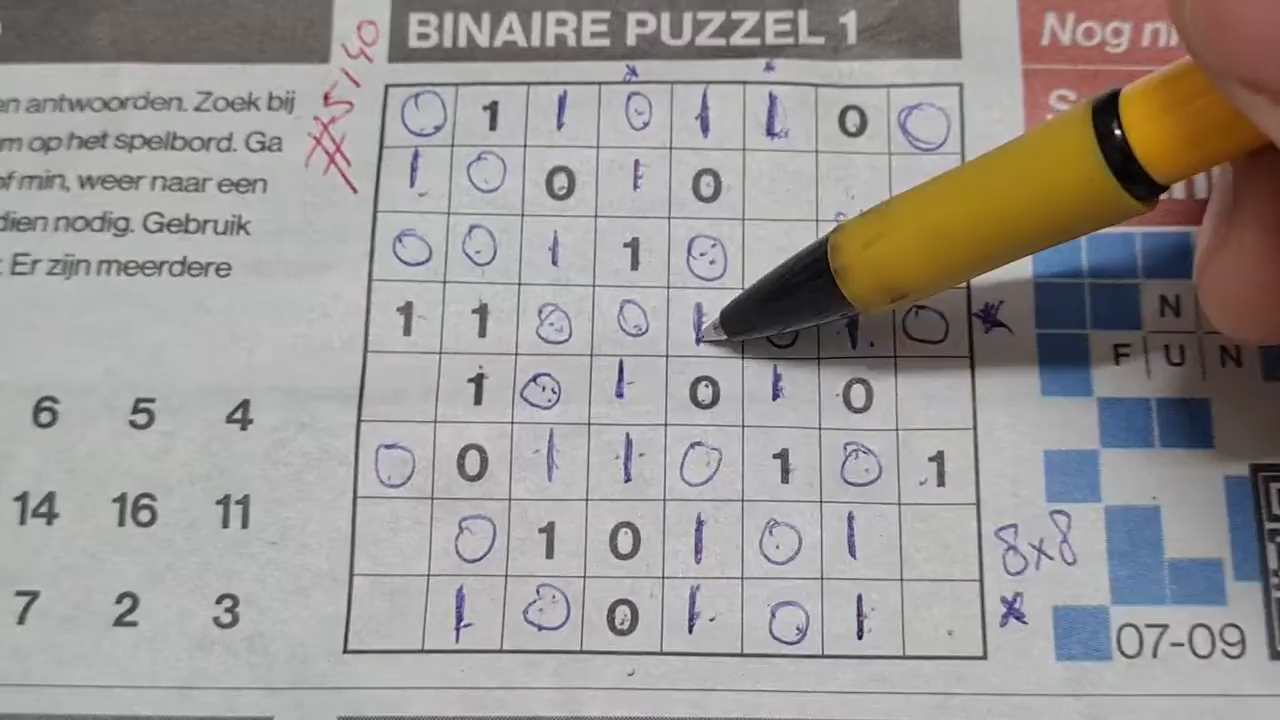 BINAIRE PUZZEL 1
#5140
en antwoorden. Zoek bij
m op het spelbord. Ga
of min, weer naar een
dien nodig. Gebruik
: Er zijn meerdere
6 5 4
14 16 11
7 2 3
* *
0 1 1 0 1 1 0 0
1 0 0 1 0
0 0 1 1 0
1 1 0 0 1 0 1 0 *
1 0 1 0 1 0
0 0 1 1 0 1 0 1
0 1 0 1 0 1
1 0 0 1 0 1
8x8
*
Nog ni
N
F U N
07-09